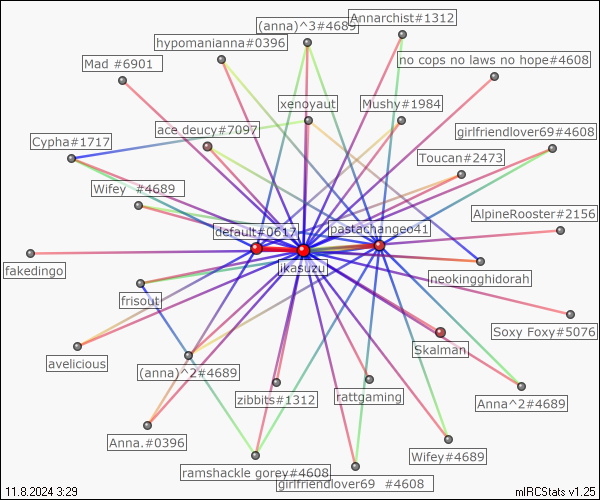 (anna)^3#4689
Annarchist#1312
hypomanianna#0396
Mad #6901
no cops no laws no hope#4608
xenoyaut
Mushy#1984
ace deucy#7097
girlfriendlover69#4608
Cypha#1717
Toucan#2473
Wifey  #4689
AlpineRooster#2156
default#0617
pastachangeo41
ikasuzu
fakedingo
neokingghidorah
frisout
Soxy Foxy#5076
Skalman
avelicious
(anna)^2#4689
rattgaming
zibbits#1312
Anna^2#4689
Anna.#0396
Wifey#4689
ramshackle gorey#4608
girlfriendlover69  #4608
11.8.2024 3:29
mIRCStats v1.25